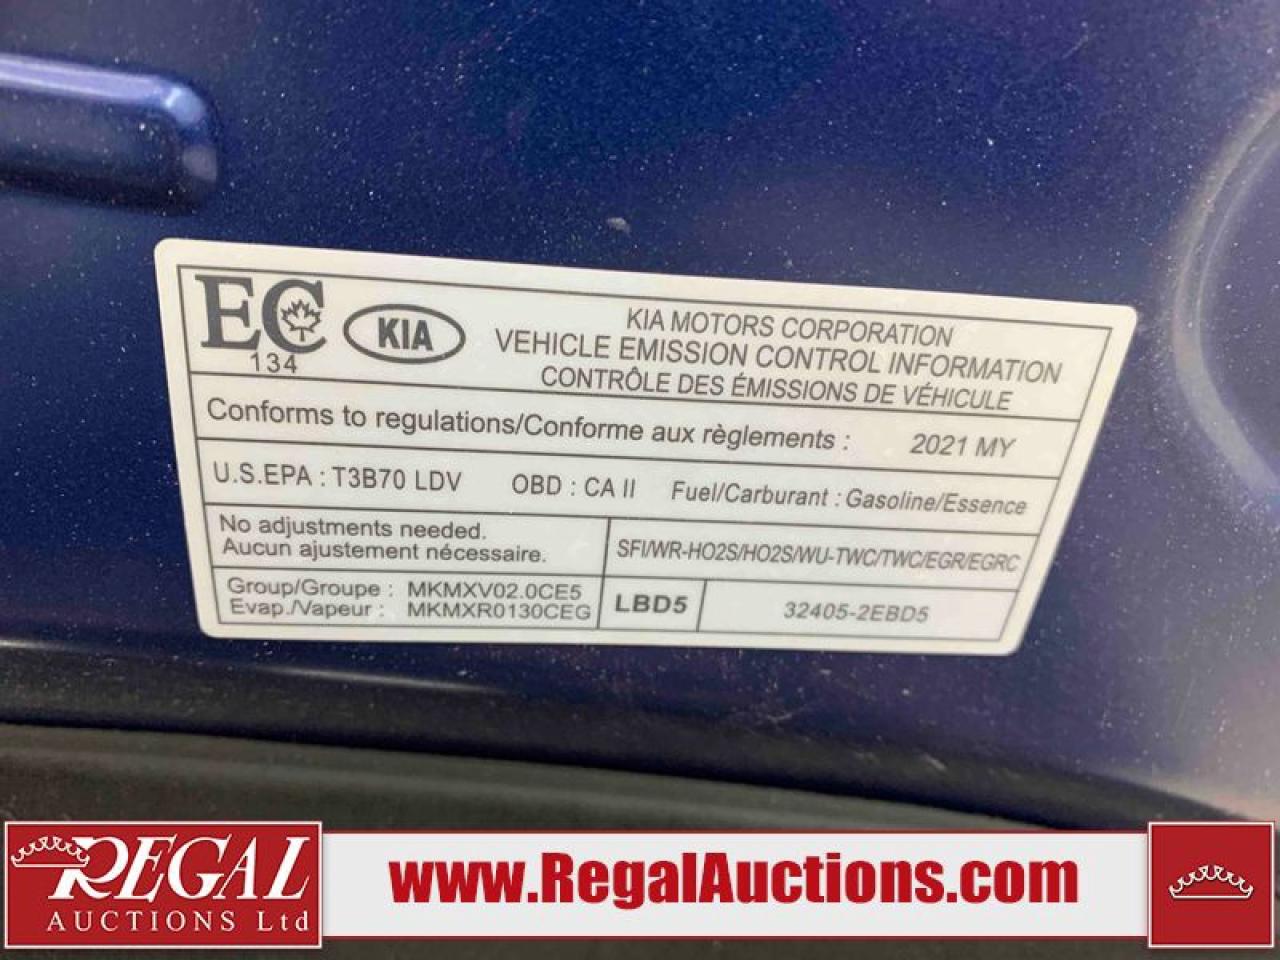 EC
134
KIA
KIA MOTORS CORPORATION
VEHICLE EMISSION CONTROL INFORMATION
CONTRÔLE DES ÉMISSIONS DE VÉHICULE
Conforms to regulations/Conforme aux règlements : 2021 MY
U.S.EPA : T3B70 LDV OBD : CA II Fuel/Carburant : Gasoline/Essence
No adjustments needed.
Aucun ajustement nécessaire.
SFI/WR-HO2S/HO2S/WU-TWC/TWC/EGR/EGRC
Group/Groupe : MKMXV02.0CE5
Evap./Vapeur : MKMXR0130CEG
LBD5
32405-2EBD5
REGAL
AUCTIONS Ltd
www.RegalAuctions.com